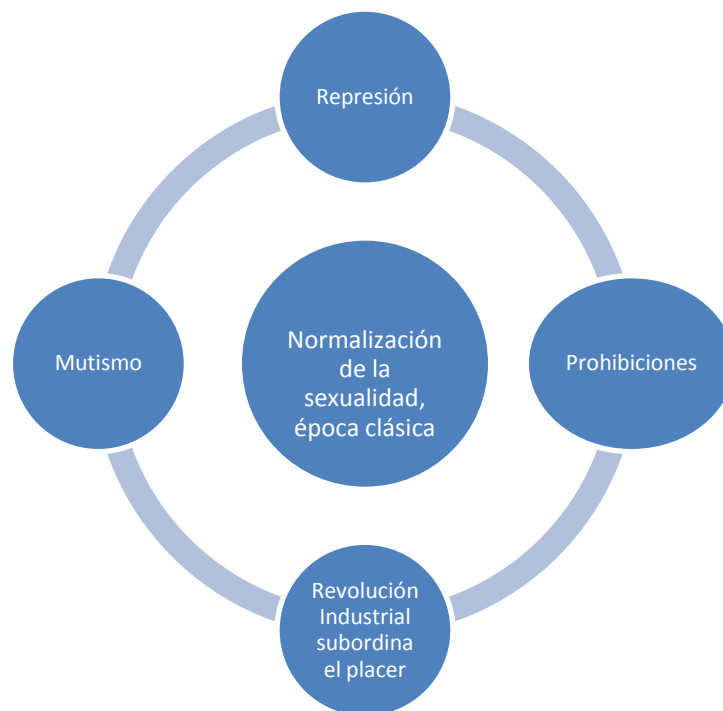 Represión
Mutismo
Normalización
de la
sexualidad,
época clásica
Prohibiciones
Revolución
Industrial
subordina
el placer